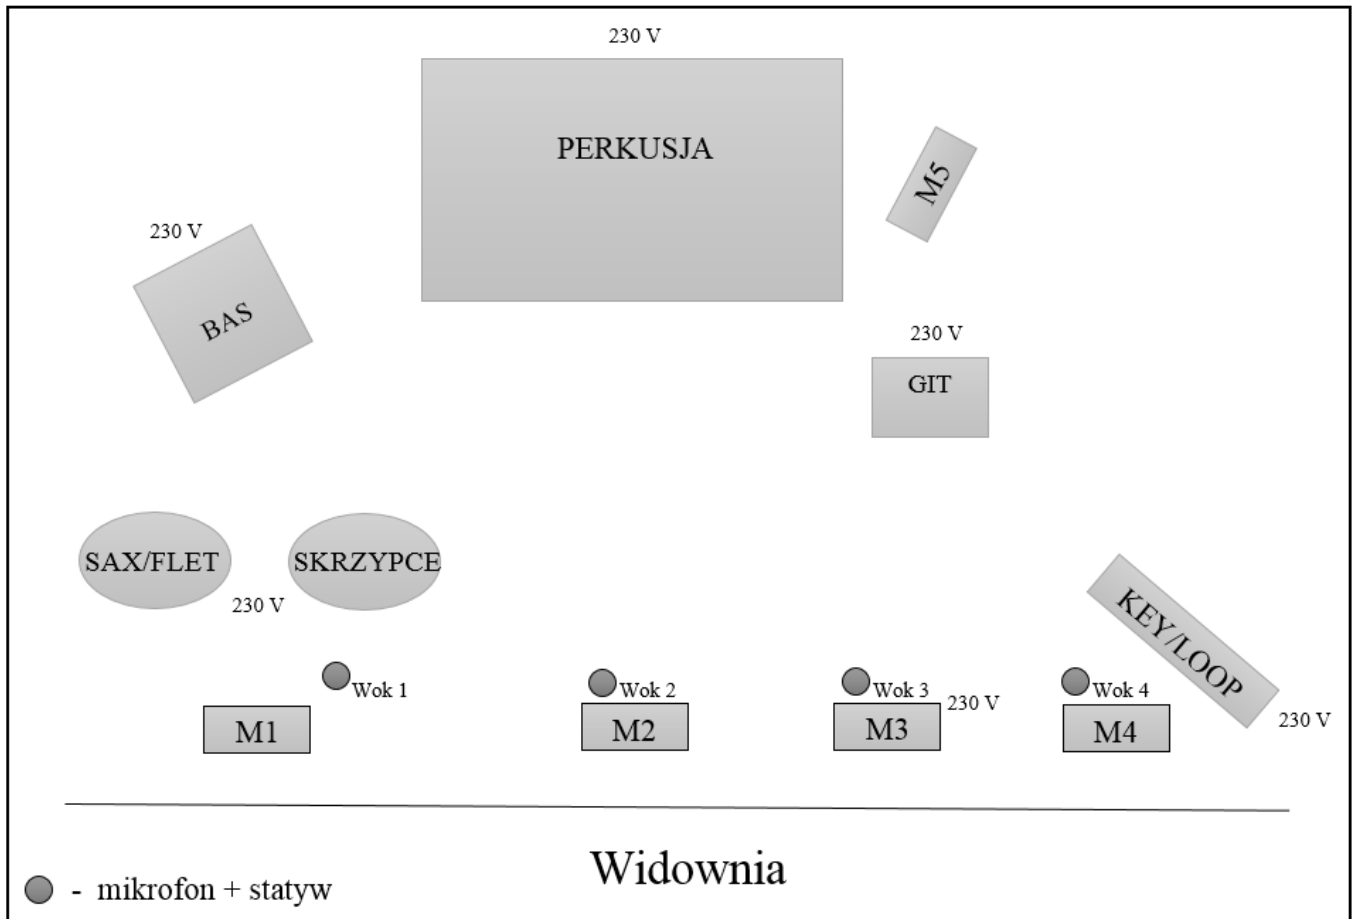 230 V
PERKUSJA
M5
230 V
BAS
230 V
GIT
SAX/FLET
SKRZYPCE
230 V
KEY/LOOP
230 V
Wok 1
Wok 2
Wok 3
230 V
Wok 4
M1
M2
M3
M4
Widownia
- mikrofon + statyw